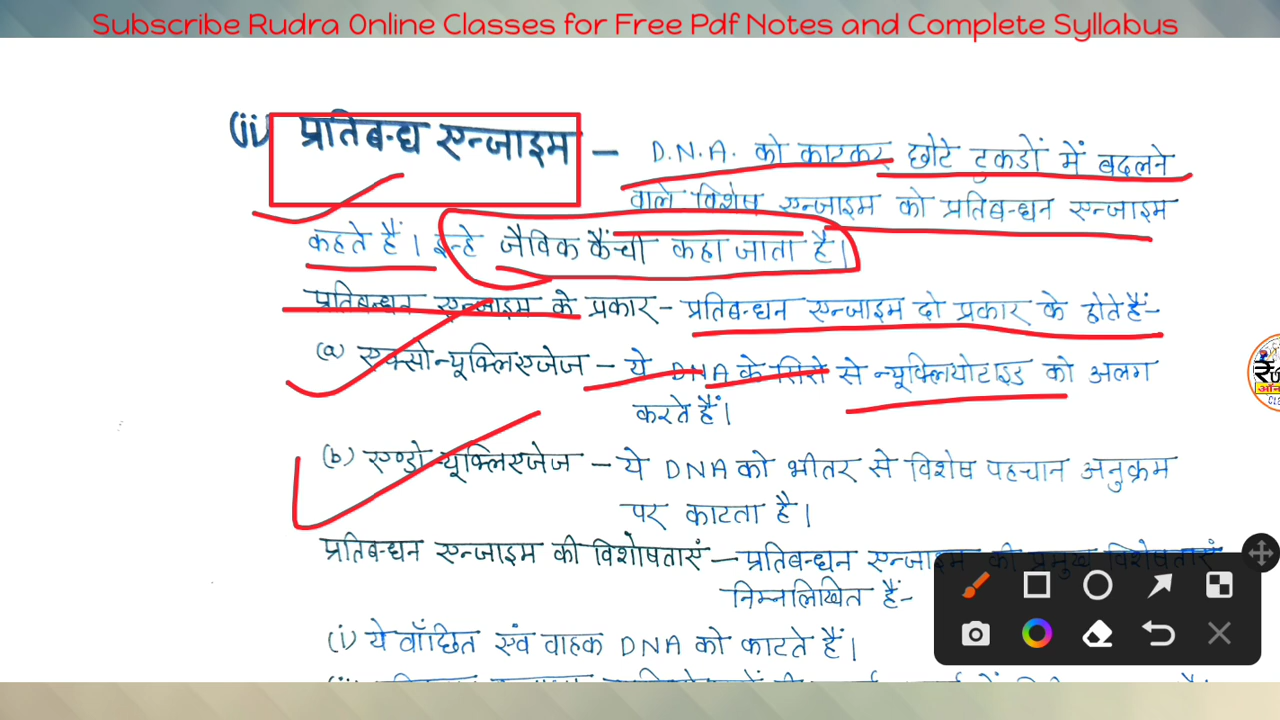 Subscribe Rudra Online Classes for Free Pdf Notes and Complete Syllabus
(ii) प्रतिबन्ध एन्जाइम – D.N.A. को काटकर छोटे टुकडों में बदलने
वाले विशेष एन्जाइम को प्रतिबन्धन एन्जाइम
कहते हैं। इन्हे जैविक कैंची कहा जाता है।
प्रतिबन्धन एन्जाइम के प्रकार – प्रतिबन्धन एन्जाइम दो प्रकार के होते हैं–
(a) एक्सोन्यूक्लिएजेज – ये DNA के सिरो से न्यूक्लियोटाइड को अलग
करते हैं।
(b) एण्डोन्यूक्लिएजेज – ये DNA को भीतर से विशेष पहचान अनुक्रम
पर काटता है।
प्रतिबन्धन एन्जाइम की विशोषताएं – प्रतिबन्धन एन्जाइम की प्रमुख विशेषताएं
निम्नलिखित हैं–
(i) ये वाँछित एवं वाहक DNA को काटते हैं।